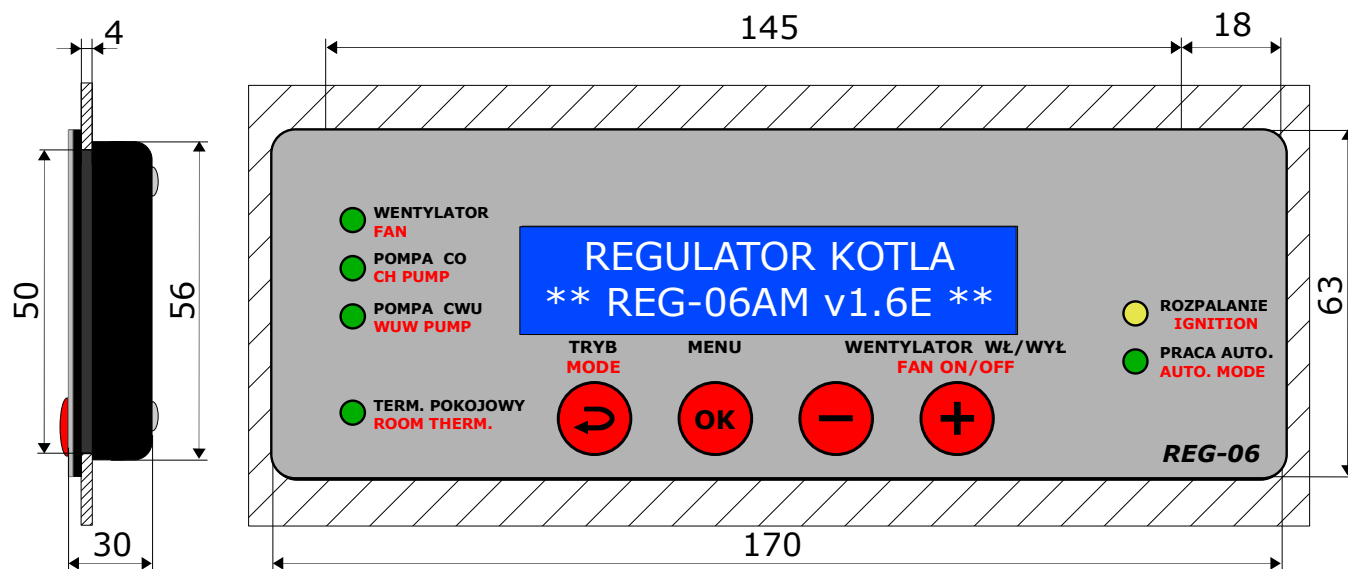 4
145
18
50
56
30
WENTYLATOR
FAN
POMPA CO
CH PUMP
POMPA CWU
WUW PUMP
TERM. POKOJOWY
ROOM THERM.
REGULATOR KOTLA
** REG-06AM v1.6E **
TRYB
MODE
MENU
WENTYLATOR WŁ/WYŁ
FAN ON/OFF
OK
ROZPALANIE
IGNITION
PRACA AUTO.
AUTO. MODE
REG-06
63
170